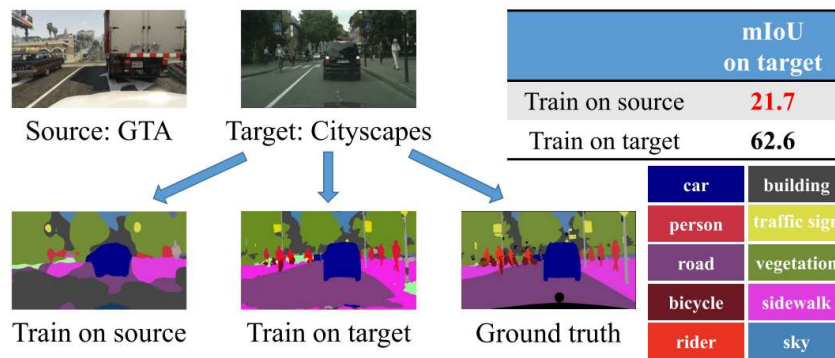 Source: GTA
Target: Cityscapes
mIoU
on target
Train on source 21.7
Train on target 62.6
car building
person traffic sign
road vegetation
bicycle sidewalk
rider sky
Train on source
Train on target
Ground truth